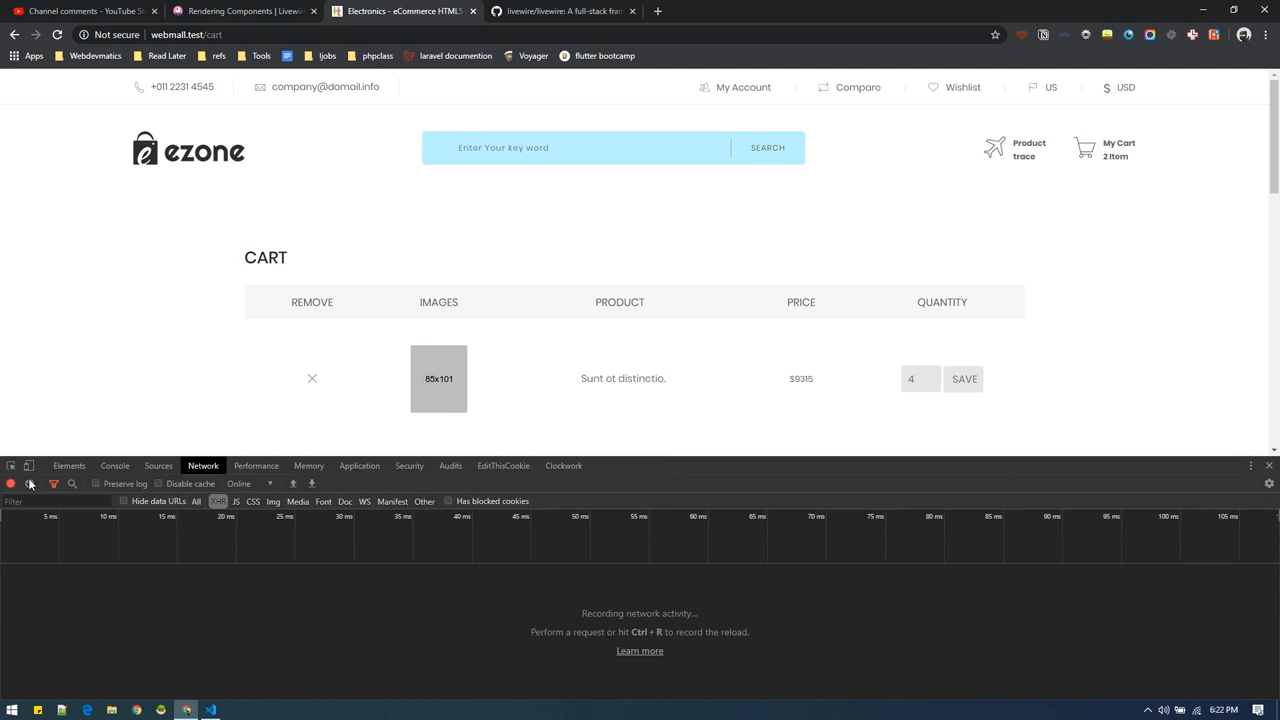 Channel comments - YouTube St
Rendering Components | Livewir
Electronics - eCommerce HTML5
livewire/livewire: A full-stack fram
Not secure | webmall.test/cart
Apps
Webdevmatics
Read Later
refs
Tools
ljobs
phpclass
laravel documentation
Voyager
flutter bootcamp
+011 2231 4545
company@domail.info
My Account
Compare
Wishlist
US
$ USD
ezone
Enter Your key word
SEARCH
Product trace
My Cart
2 Item
CART
REMOVE IMAGES PRODUCT PRICE QUANTITY
85x101 Sunt et distinctio. $9315 4 SAVE
Elements Console Sources Network Performance Memory Application Security Audits EditThisCookie Clockwork
Preserve log Disable cache Online
Filter Hide data URLs All XHR JS CSS Img Media Font Doc WS Manifest Other Has blocked cookies
5 ms 10 ms 15 ms 20 ms 25 ms 30 ms 35 ms 40 ms 45 ms 50 ms 55 ms 60 ms 65 ms 70 ms 75 ms 80 ms 85 ms 90 ms 95 ms 100 ms 105 ms
Recording network activity...
Perform a request or hit Ctrl + R to record the reload.
Learn more
6:22 PM